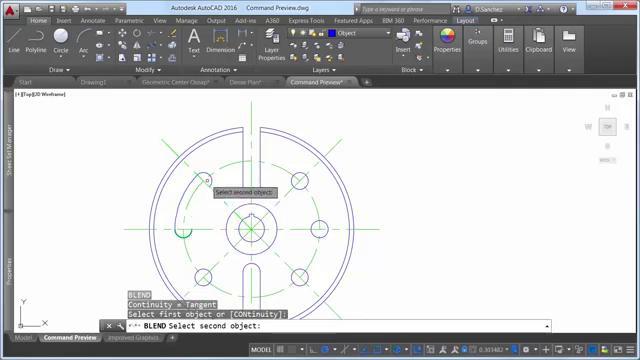 Autodesk AutoCAD 2016 Command Preview.dwg
Type a keyword or phrase
D.Sanchez
Home Insert Annotate Parametric View Manage Output Add-ins Express Tools Featured Apps BIM 360 Performance Layout
Line Polyline Circle Arc
Text Dimension
Object
Insert
Properties Groups Utilities Clipboard View
Draw Modify Annotation Layers Block
Start Drawing1 Geometric Center Osnap* Dense Plan* Command Preview*
[+][Top][2D Wireframe]
Sheet Set Manager
Properties
N
W TOP E
Select second object:
Y
X
BLEND
Continuity = Tangent
Select first object or [CONtinuity]:
BLEND Select second object:
Model Command Preview Improved Graphics
MODEL 0.303482